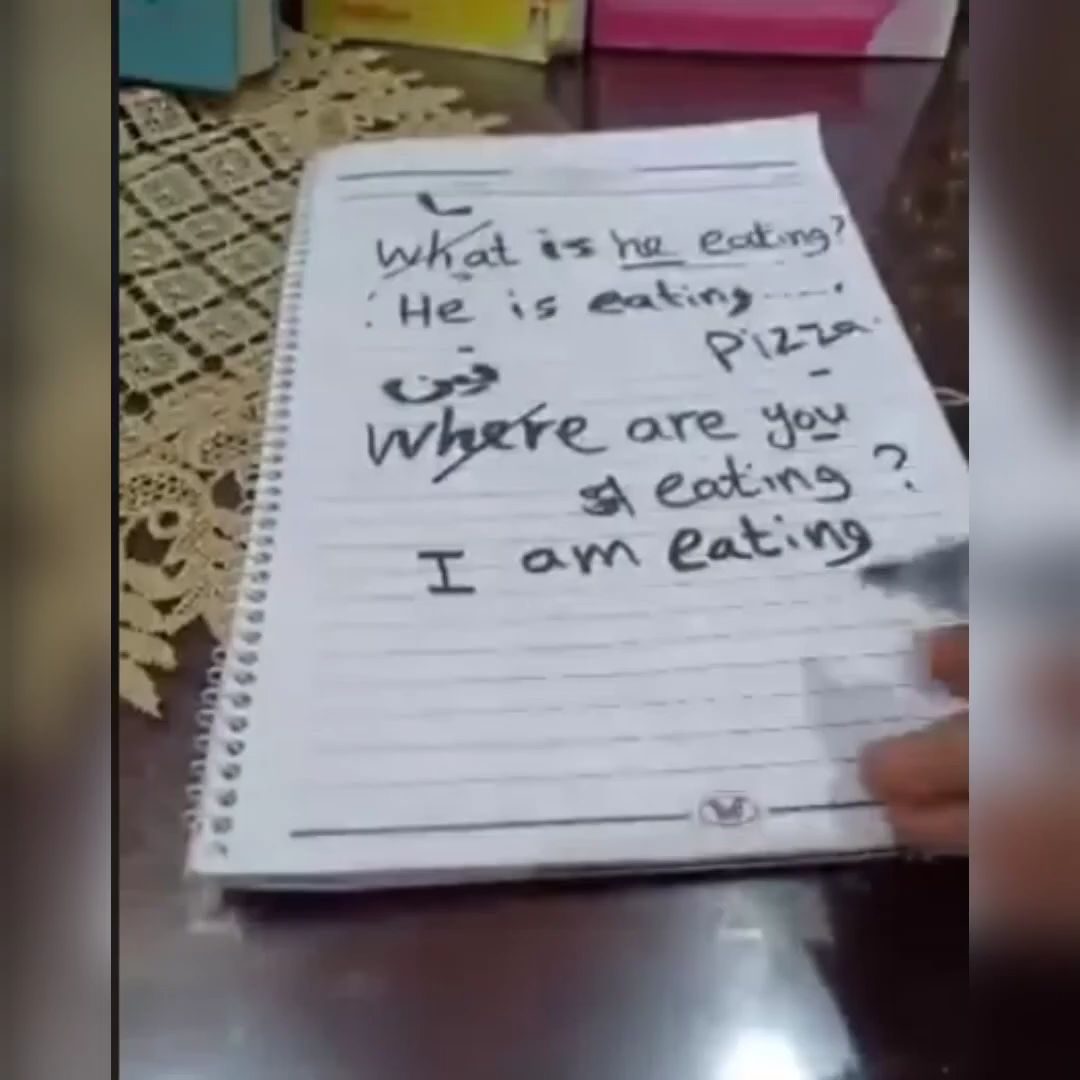 What is he eating?
: He is eating......
Pizza.
Where are you
eating ?
I am eating